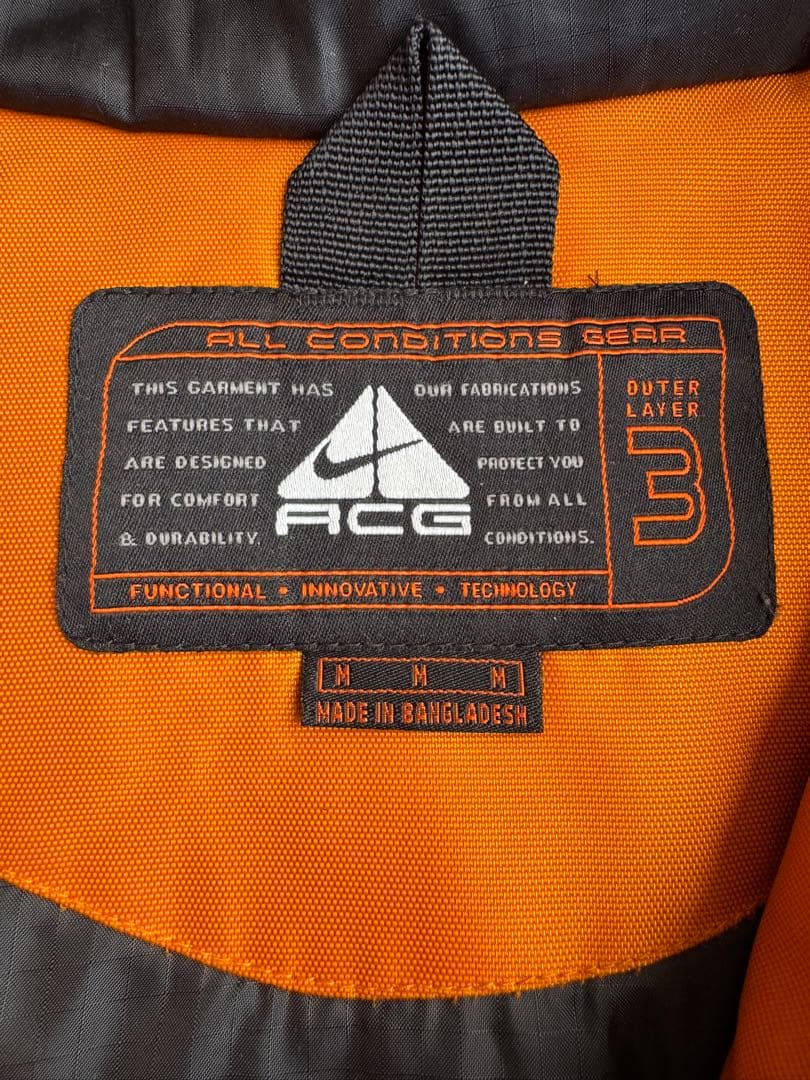 ALL CONDITIONS GEAR
THIS GARMENT HAS
FEATURES THAT
ARE DESIGNED
FOR COMFORT
& DURABILITY.
ACG
OUR FABRICATIONS
ARE BUILT TO
PROTECT YOU
FROM ALL
CONDITIONS.
OUTER
LAYER
3
FUNCTIONAL • INNOVATIVE • TECHNOLOGY
M M M
MADE IN BANGLADESH